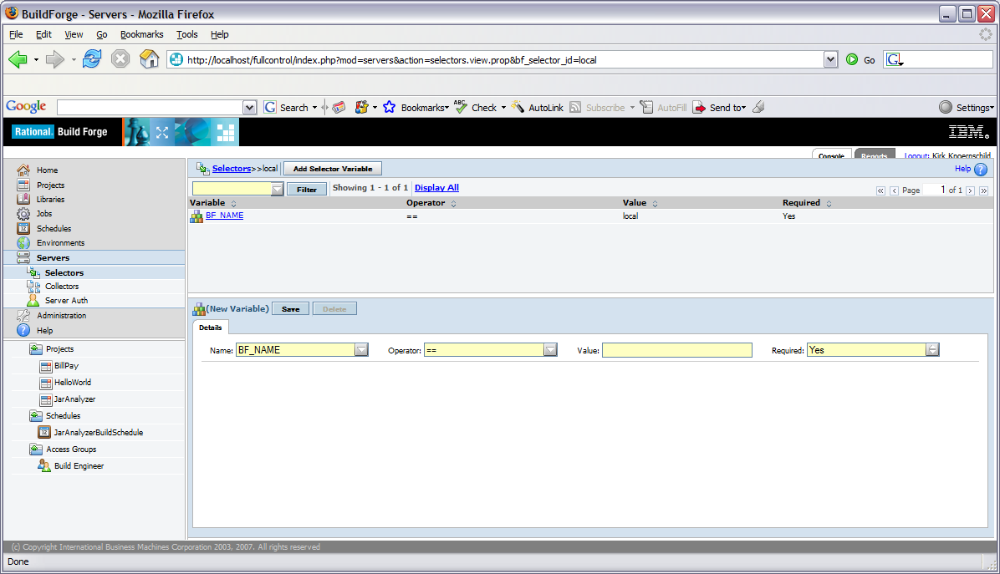 BuildForge - Servers - Mozilla Firefox
File Edit View Go Bookmarks Tools Help
http://localhost/fullcontrol/index.php?mod=servers&action=selectors.view.prop&bf_selector_id=local Go G
Google G Search Bookmarks ABC Check AutoLink Subscribe AutoFill Send to Settings
Rational. Build Forge IBM.
Console Reports Logout: Kirk Knoernschild
Home
Projects
Libraries
Jobs
12 Schedules
Environments
Servers
Selectors
Collectors
Server Auth
Administration
? Help
Projects
BillPay
HelloWorld
JarAnalyzer
Schedules
12 JarAnalyzerBuildSchedule
Access Groups
Build Engineer
Selectors>>local Add Selector Variable Help ?
Filter Showing 1 - 1 of 1 Display All Page 1 of 1
Variable Operator Value Required
BF_NAME == local Yes
(New Variable) Save Delete
Details
Name: BF_NAME Operator: == Value: Required: Yes
(c) Copyright International Business Machines Corporation 2003, 2007. All rights reserved
Done